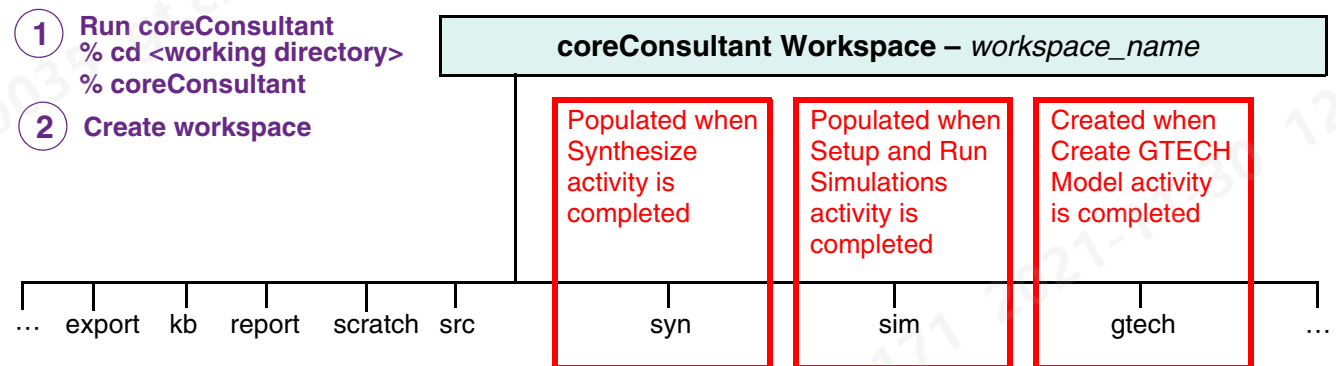 1 Run coreConsultant
% cd <working directory>
% coreConsultant
2 Create workspace
coreConsultant Workspace – workspace_name
Populated when
Synthesize
activity is
completed
Populated when
Setup and Run
Simulations
activity is
completed
Created when
Create GTECH
Model activity
is completed
... export kb report scratch src syn sim gtech ...